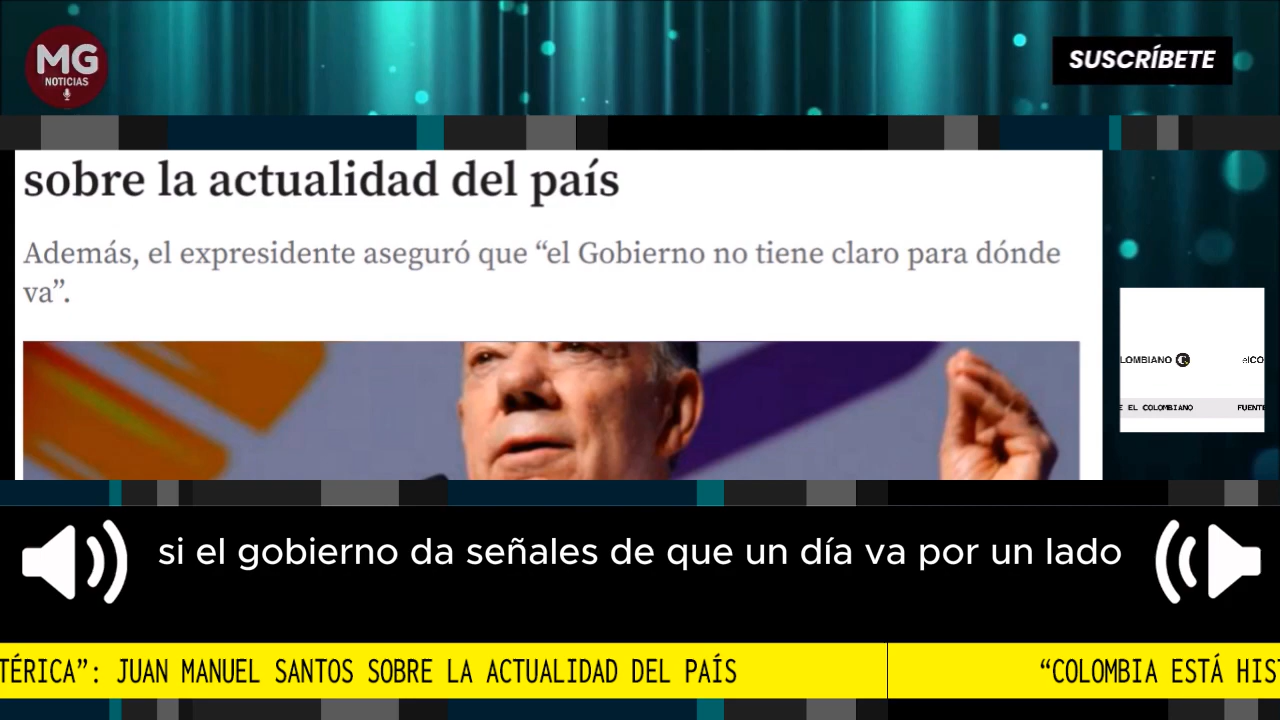 MG
NOTICIAS
SUSCRÍBETE
sobre la actualidad del país
Además, el expresidente aseguró que “el Gobierno no tiene claro para dónde
va”.
LOMBIANO
elCO
E EL COLOMBIANO
FUENTE
si el gobierno da señales de que un día va por un lado
TÉRICA”: JUAN MANUEL SANTOS SOBRE LA ACTUALIDAD DEL PAÍS
“COLOMBIA ESTÁ HIS